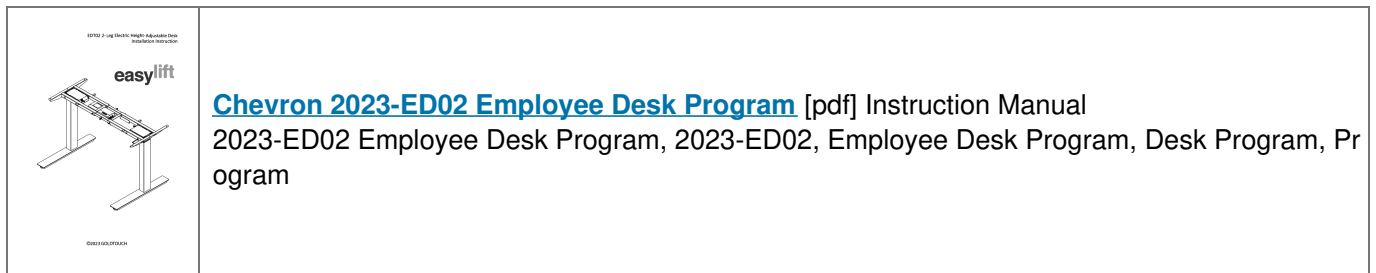 EDT02 2- Leg Electric Height-Adjustable Desk
Installation Instruction
easylift
©2023 GOLDTOUCH
Chevron 2023-ED02 Employee Desk Program [pdf] Instruction Manual
2023-ED02 Employee Desk Program, 2023-ED02, Employee Desk Program, Desk Program, Pr
ogram